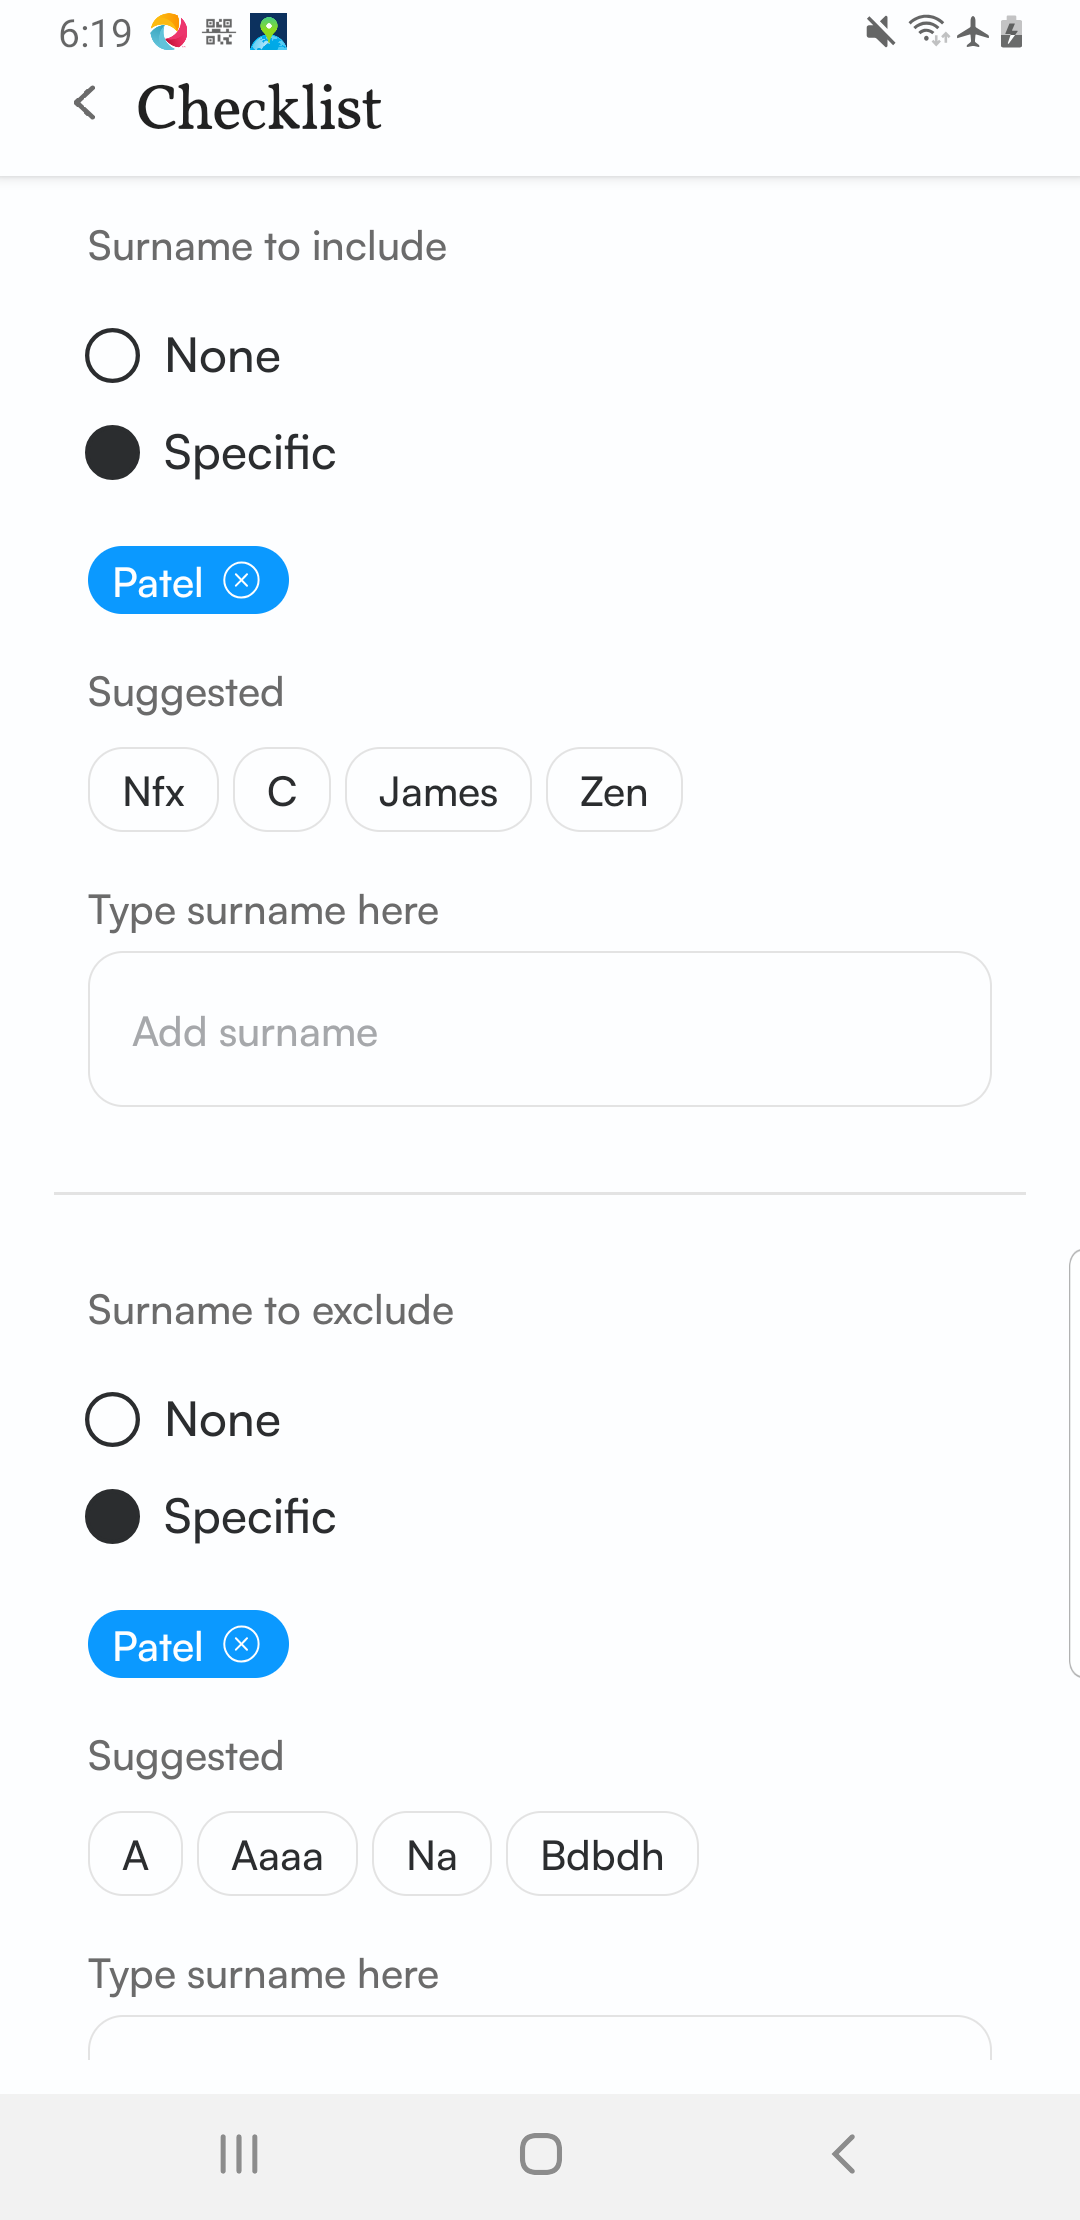 6:19
Checklist
Surname to include
None
Specific
Patel
Suggested
Nfx C James Zen
Type surname here
Add surname
Surname to exclude
None
Specific
Patel
Suggested
A Aaaa Na Bdbdh
Type surname here